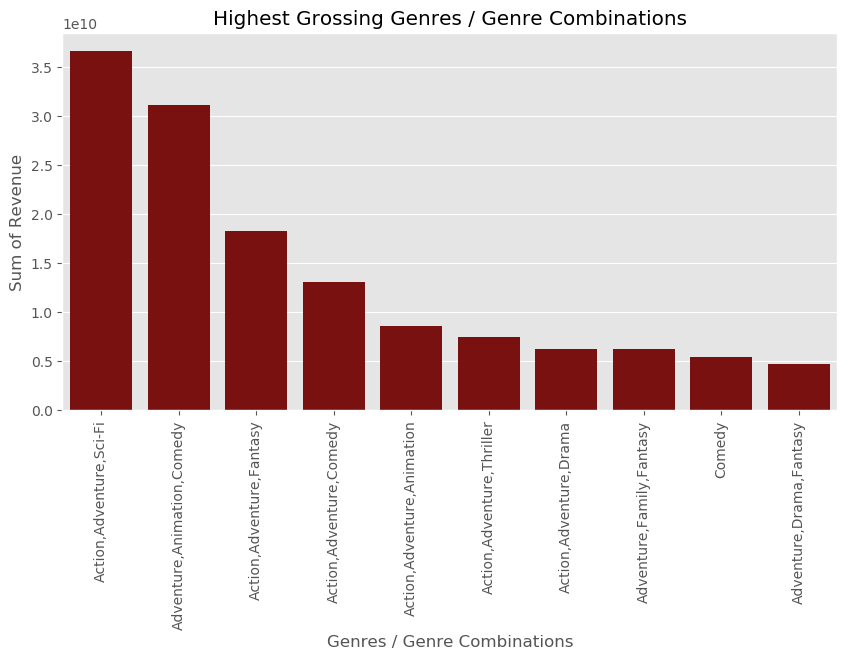 Highest Grossing Genres / Genre Combinations
1e10
3.5
3.0
2.5
2.0
1.5
1.0
0.5
0.0
Sum of Revenue
Action,Adventure,Sci-Fi
Adventure,Animation,Comedy
Action,Adventure,Fantasy
Action,Adventure,Comedy
Action,Adventure,Animation
Action,Adventure,Thriller
Action,Adventure,Drama
Adventure,Family,Fantasy
Comedy
Adventure,Drama,Fantasy
Genres / Genre Combinations